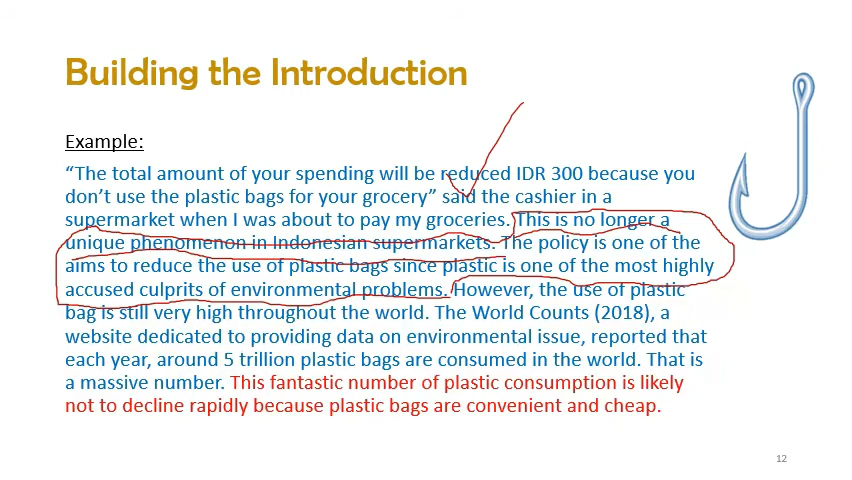 Building the Introduction
Example:
“The total amount of your spending will be reduced IDR 300 because you
don’t use the plastic bags for your grocery” said the cashier in a
supermarket when I was about to pay my groceries. This is no longer a
unique phenomenon in Indonesian supermarkets. The policy is one of the
aims to reduce the use of plastic bags since plastic is one of the most highly
accused culprits of environmental problems. However, the use of plastic
bag is still very high throughout the world. The World Counts (2018), a
website dedicated to providing data on environmental issue, reported that
each year, around 5 trillion plastic bags are consumed in the world. That is
a massive number. This fantastic number of plastic consumption is likely
not to decline rapidly because plastic bags are convenient and cheap.
12